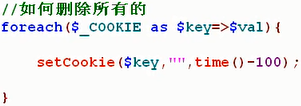 //如何删除所有的
foreach($_COOKIE as $key=>$val){
setCookie($key,"",time()-100);
}